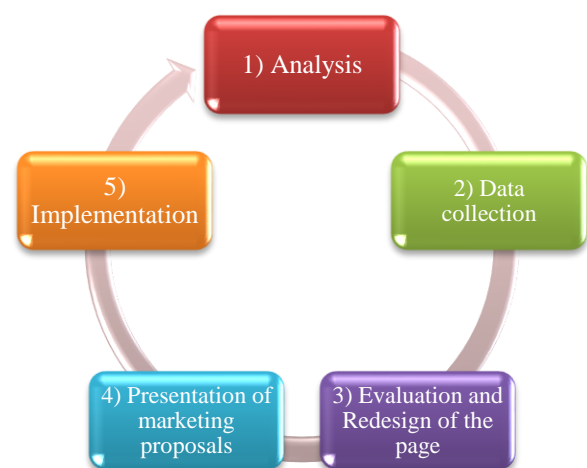 1) Analysis
2) Data
collection
3) Evaluation and
Redesign of the
page
4) Presentation of
marketing
proposals
5)
Implementation